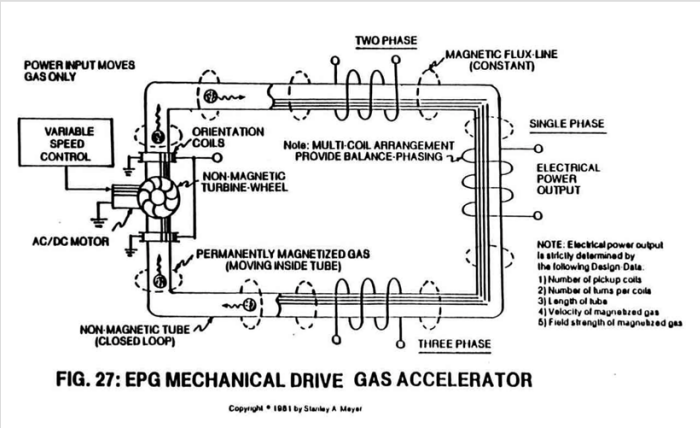 TWO PHASE
POWER INPUT MOVES
GAS ONLY
MAGNETIC FLUX-LINE
(CONSTANT)
VARIABLE
SPEED
CONTROL
ORIENTATION
COILS
SINGLE PHASE
Note: MULTI-COIL ARRANGEMENT
PROVIDE BALANCE-PHASING
NON-MAGNETIC
TURBINE-WHEEL
ELECTRICAL
POWER
OUTPUT
AC/DC MOTOR
PERMANENTLY MAGNETIZED GAS
(MOVING INSIDE TUBE)
NOTE: Electrical power output
is strictly determined by
the following Design-Data.
1) Number of pickup coils
2) Number of turns per coils
3) Length of tube
4) Velocity of magnetized gas
5) Field strength of magnetized gas
NON-MAGNETIC TUBE
(CLOSED LOOP)
THREE PHASE
FIG. 27: EPG MECHANICAL DRIVE GAS ACCELERATOR
Copyright © 1981 by Stanley A Meyer